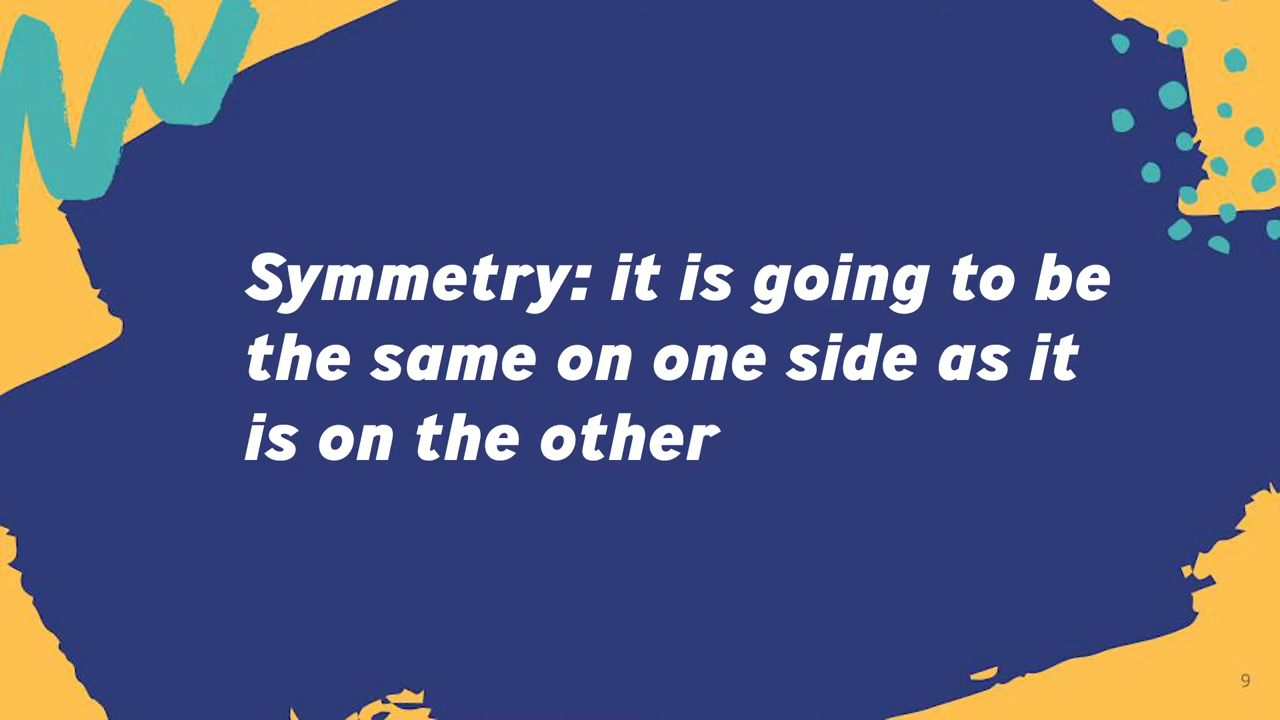 Symmetry: it is going to be
the same on one side as it
is on the other
9